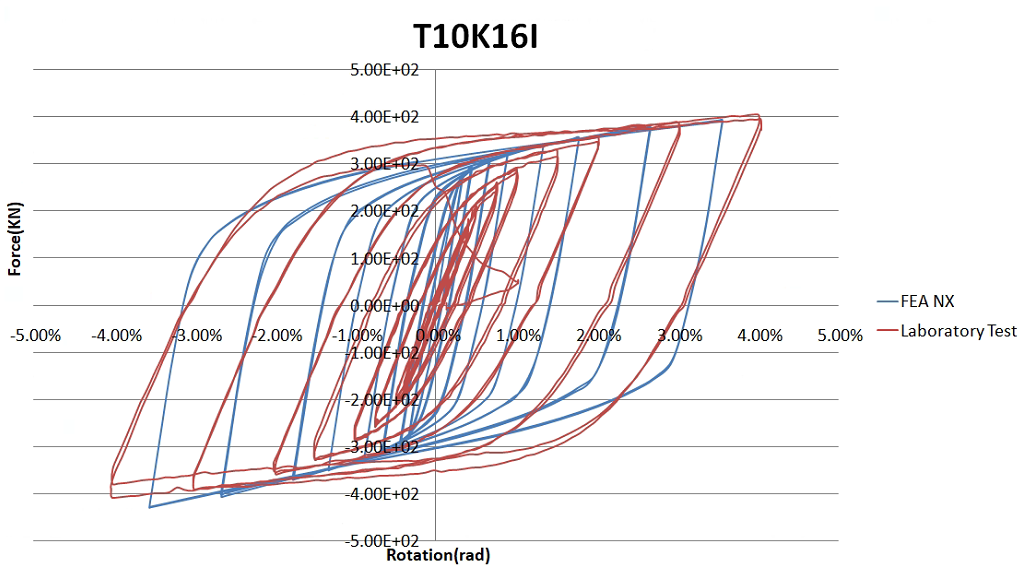 T10K16I
5.00E+02
4.00E+02
3.00E+02
2.00E+02
1.00E+02
0.00E+00
-5.00% -4.00% -3.00% -2.00% -1.00% 0.00% 1.00% 2.00% 3.00% 4.00% 5.00%
-1.00E+02
-2.00E+02
-3.00E+02
-4.00E+02
-5.00E+02
Rotation(rad)
Force(KN)
FEA NX
Laboratory Test